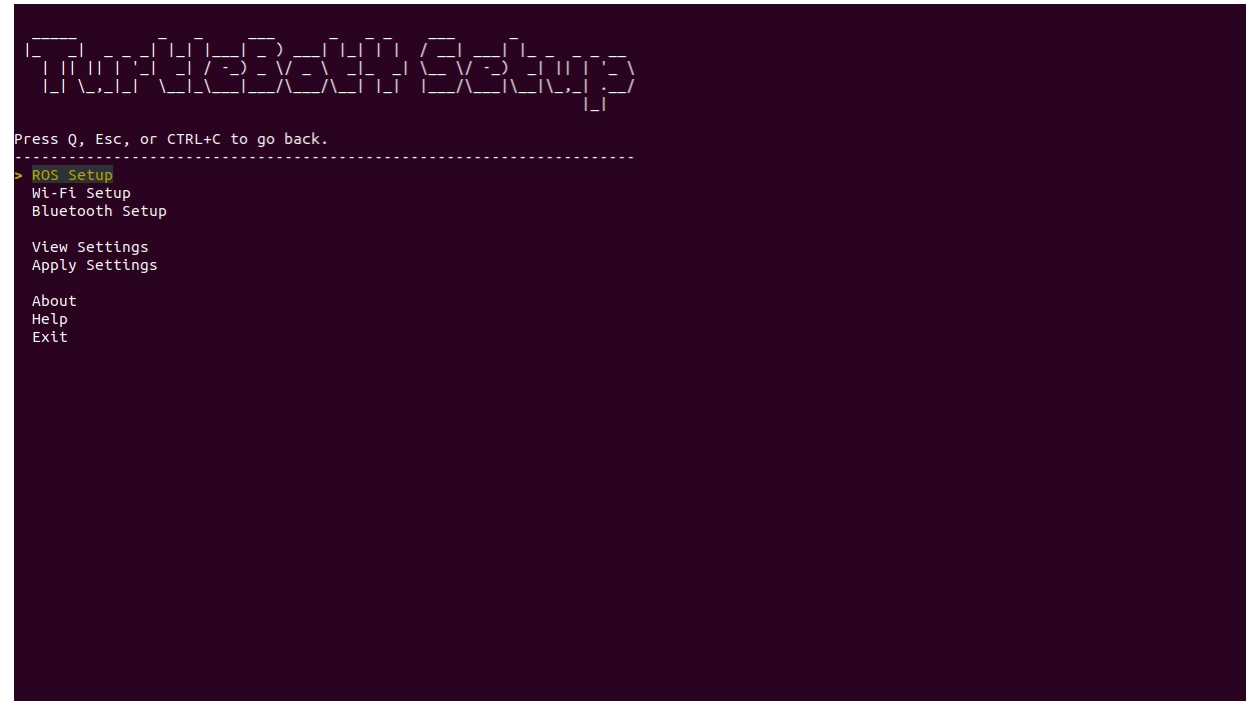 TurtleBot4 Setup
Press Q, Esc, or CTRL+C to go back.
---------------------------------------------------------------------
> ROS Setup
Wi-Fi Setup
Bluetooth Setup
View Settings
Apply Settings
About
Help
Exit